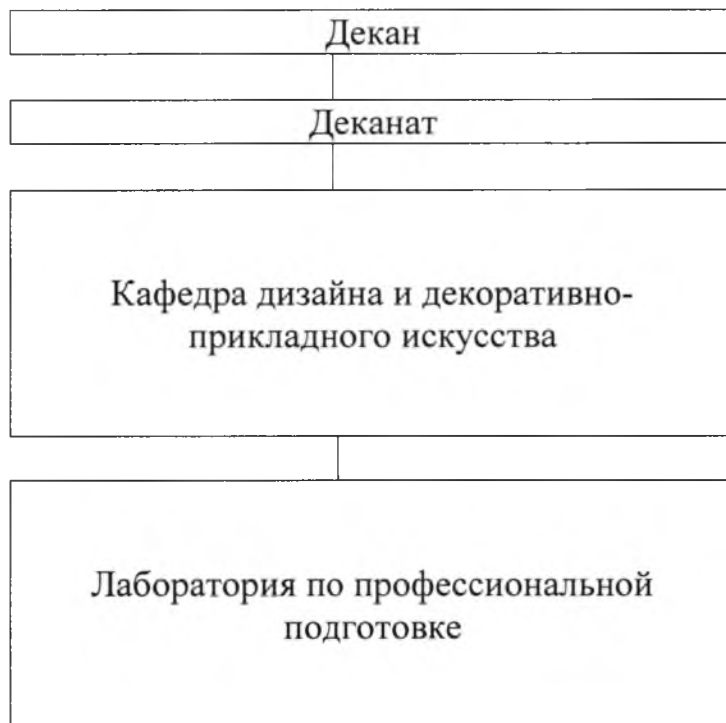 Декан
Деканат
Кафедра дизайна и декоративно-
прикладного искусства
Лаборатория по профессиональной
подготовке